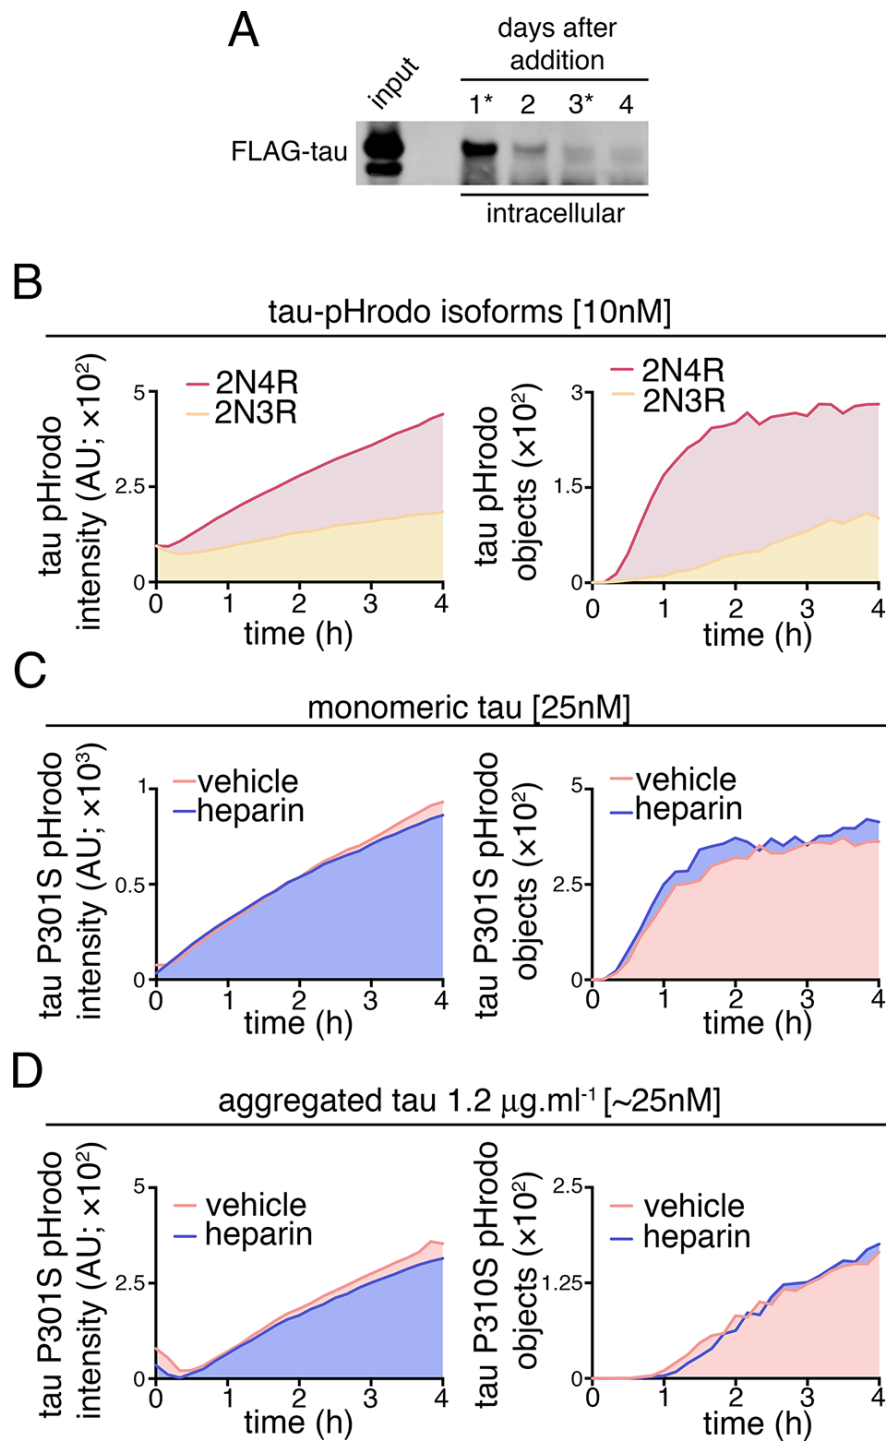 A
days after
addition
input
1* 2 3* 4
FLAG-tau
intracellular
B
tau-pHrodo isoforms [10nM]
tau pHrodo
intensity (AU; ×10²)
5
2.5
0
2N4R
2N3R
0 1 2 3 4
time (h)
tau pHrodo
objects (×10²)
3
1.5
0
2N4R
2N3R
0 1 2 3 4
time (h)
C
monomeric tau [25nM]
tau P301S pHrodo
intensity (AU; ×10³)
1
0.5
0
vehicle
heparin
0 1 2 3 4
time (h)
tau P301S pHrodo
objects (×10²)
5
2.5
0
vehicle
heparin
0 1 2 3 4
time (h)
D
aggregated tau 1.2 μg.ml⁻¹ [~25nM]
tau P301S pHrodo
intensity (AU; ×10²)
5
2.5
0
vehicle
heparin
0 1 2 3 4
time (h)
tau P310S pHrodo
objects (×10²)
2.5
1.25
0
vehicle
heparin
0 1 2 3 4
time (h)